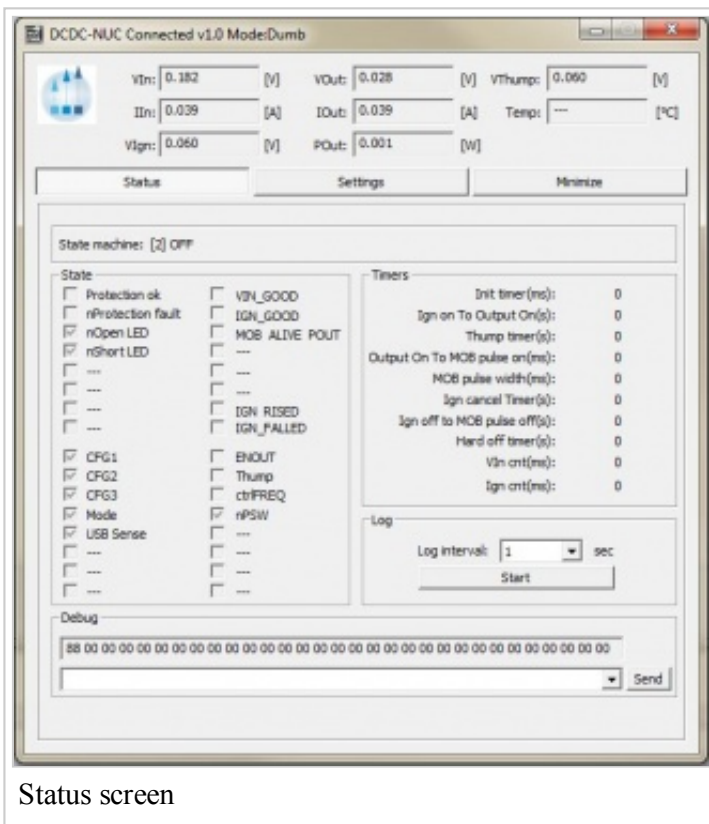 DCDC-NUC Connected v1.0 Mode:Dumb
VIn: 0.182 [V] VOut: 0.028 [V] VThump: 0.060 [V]
IIn: 0.039 [A] IOut: 0.039 [A] Temp: --- [°C]
VIgn: 0.060 [V] POut: 0.001 [W]
Status Settings Minimize
State machine: [2] OFF
State
Protection ok VIN_GOOD
nProtection fault IGN_GOOD
nOpen LED MOB ALIVE POUT
nShort LED ---
--- ---
--- ---
--- IGN RISED
--- IGN_FALLED
CFG1 ENOUT
CFG2 Thump
CFG3 ctrlFREQ
Mode nPSW
USB Sense ---
--- ---
--- ---
--- ---
Timers
Init timer(ms): 0
Ign on To Output On(s): 0
Thump timer(s): 0
Output On To MOB pulse on(ms): 0
MOB pulse width(ms): 0
Ign cancel Timer(s): 0
Ign off to MOB pulse off(s): 0
Hard off timer(s): 0
VIn cnt(ms): 0
Ign cnt(ms): 0
Log
Log interval: 1 sec
Start
Debug
88 00 00 00 00 00 00 00 00 00 00 00 00 00 00 00 00 00 00 00 00 00 00 00 00 00 00 00 00 00 00
Send
Status screen